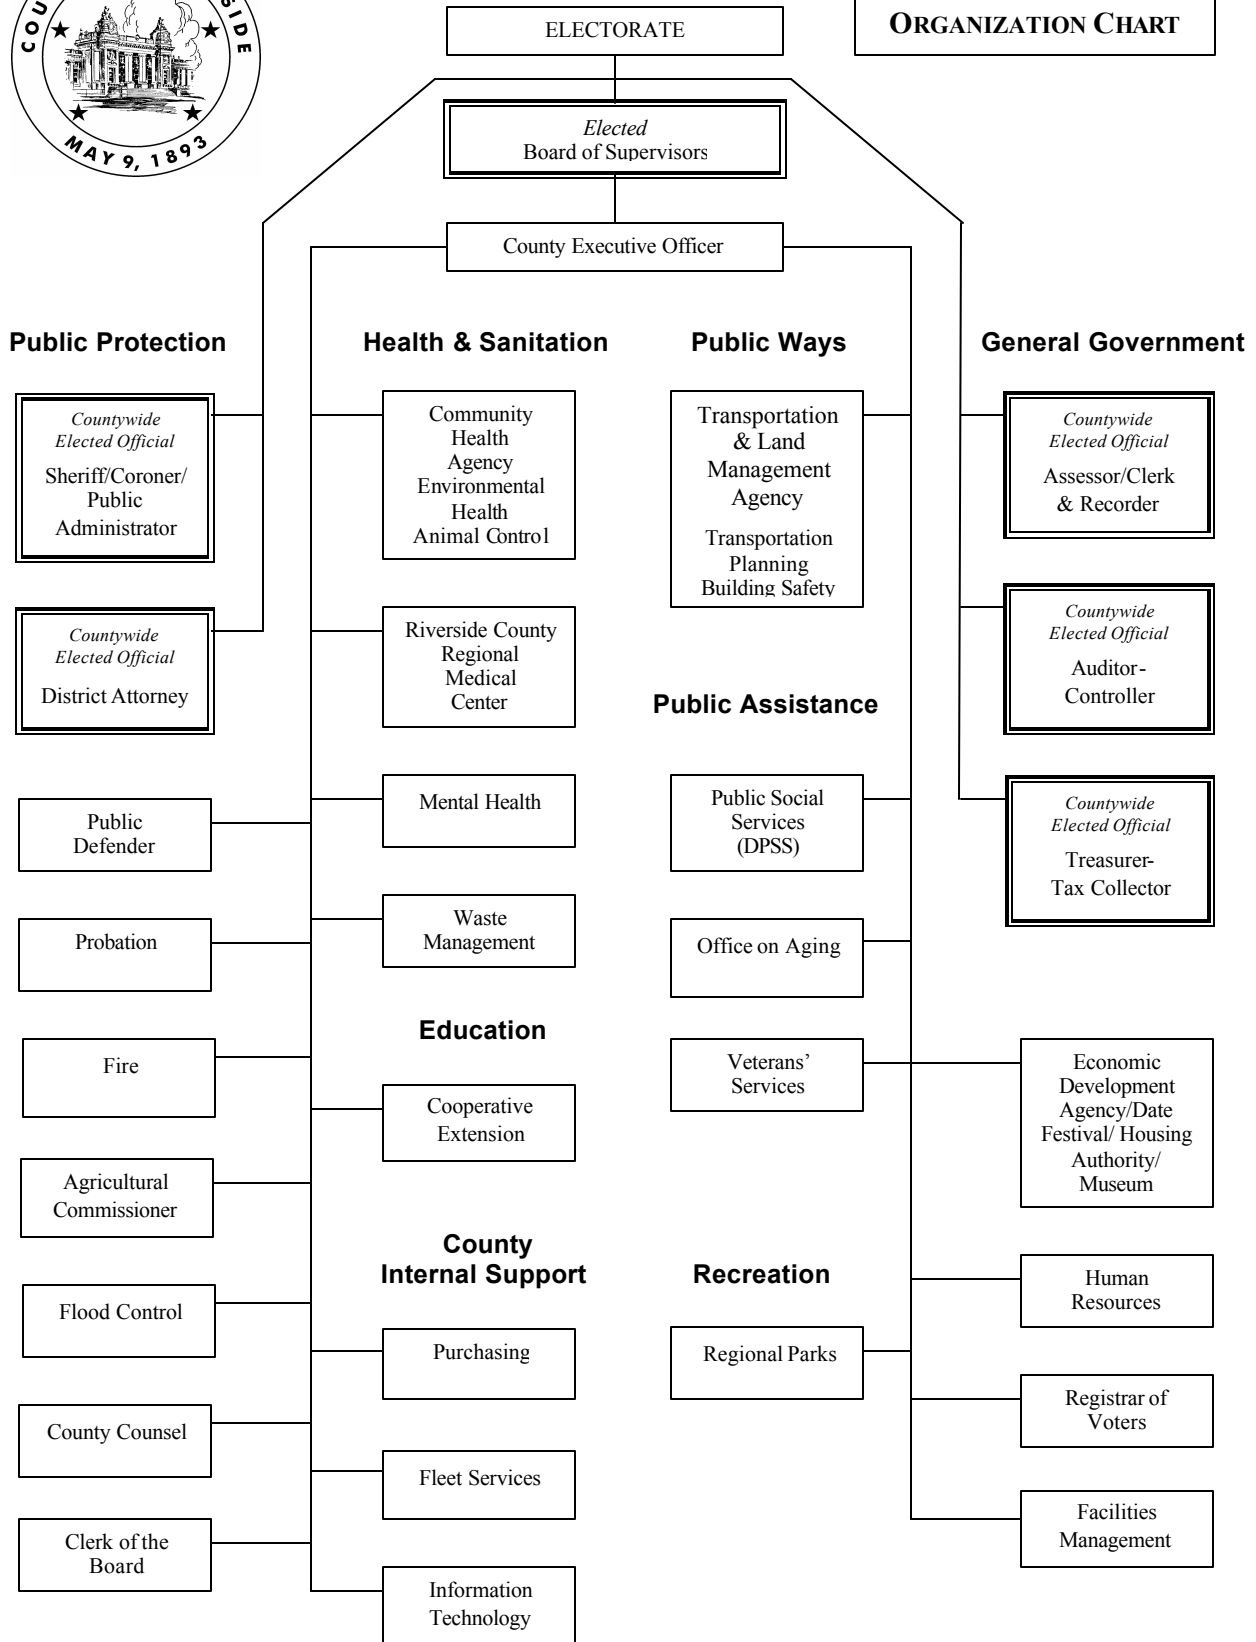 MAY 9, 1893
ELECTORATE
ORGANIZATION CHART
Elected
Board of Supervisors
County Executive Officer
Public Protection
Countywide
Elected Official
Sheriff/Coroner/
Public
Administrator
Countywide
Elected Official
District Attorney
Public
Defender
Probation
Fire
Agricultural
Commissioner
Flood Control
County Counsel
Clerk of the
Board
Health & Sanitation
Community
Health
Agency
Environmental
Health
Animal Control
Riverside County
Regional
Medical
Center
Mental Health
Waste
Management
Education
Cooperative
Extension
County
Internal Support
Purchasing
Fleet Services
Information
Technology
Public Ways
Transportation
& Land
Management
Agency
Transportation
Planning
Building Safety
Public Assistance
Public Social
Services
(DPSS)
Office on Aging
Veterans’
Services
Recreation
Regional Parks
General Government
Countywide
Elected Official
Assessor/Clerk
& Recorder
Countywide
Elected Official
Auditor-
Controller
Countywide
Elected Official
Treasurer-
Tax Collector
Economic
Development
Agency/Date
Festival/ Housing
Authority/
Museum
Human
Resources
Registrar of
Voters
Facilities
Management